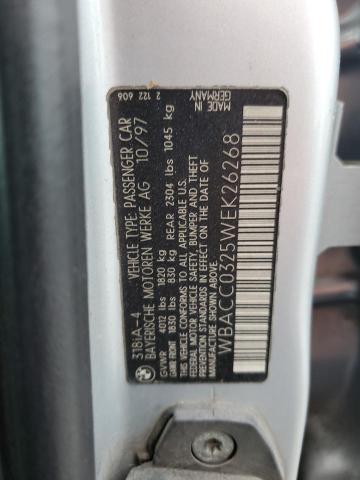 318iA-4 VEHICLE TYPE: PASSENGER CAR 2 122 606
BAYERISCHE MOTOREN WERKE AG 10/97
GVWR 4012 lbs 1820 kg
GAWR FRONT 1830 lbs 830 kg REAR 2304 lbs 1045 kg
THIS VEHICLE CONFORMS TO ALL APPLICABLE U.S.
FEDERAL MOTOR VEHICLE SAFETY, BUMPER AND THEFT
PREVENTION STANDARDS IN EFFECT ON THE DATE OF
MANUFACTURE SHOWN ABOVE.
MADE IN
GERMANY
WBACC0325WEK26268